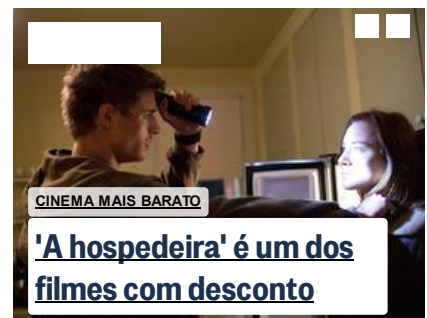 CINEMA MAIS BARATO
'A hospedeira' é um dos
filmes com desconto